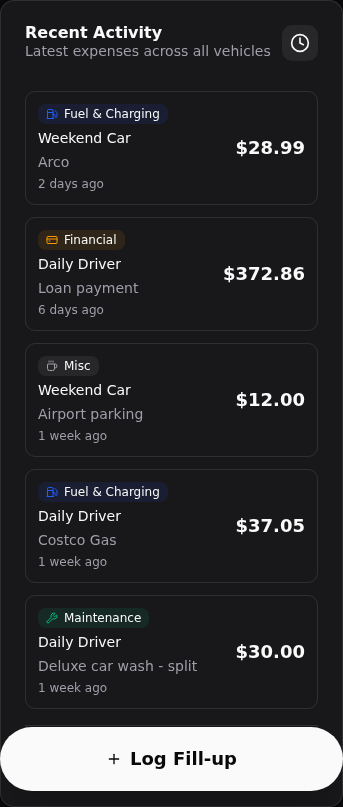 Recent Activity
Latest expenses across all vehicles
Fuel & Charging
Weekend Car
Arco
2 days ago
$28.99
Financial
Daily Driver
Loan payment
6 days ago
$372.86
Misc
Weekend Car
Airport parking
1 week ago
$12.00
Fuel & Charging
Daily Driver
Costco Gas
1 week ago
$37.05
Maintenance
Daily Driver
Deluxe car wash - split
1 week ago
$30.00
+ Log Fill-up